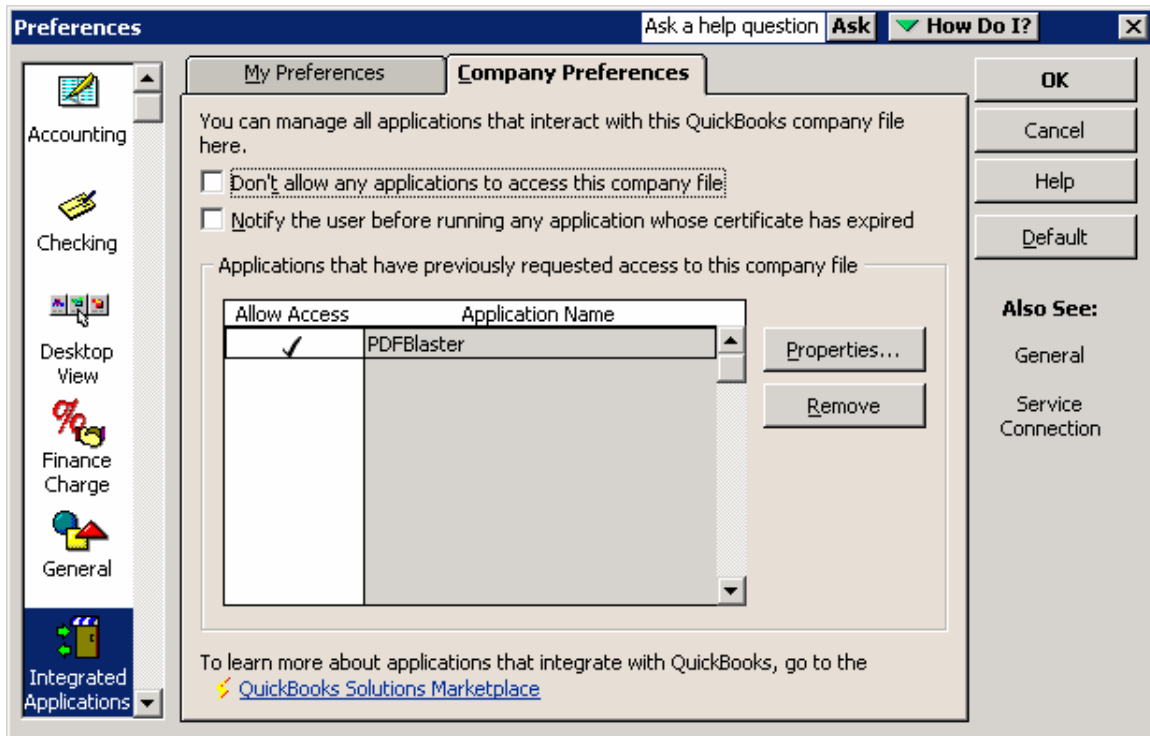 Preferences
Ask a help question
Ask
How Do I?
Accounting
Checking
Desktop
View
Finance
Charge
General
Integrated
Applications
My Preferences
Company Preferences
You can manage all applications that interact with this QuickBooks company file
here.
Don't allow any applications to access this company file
Notify the user before running any application whose certificate has expired
Applications that have previously requested access to this company file
Allow Access Application Name
PDFBlaster
Properties...
Remove
To learn more about applications that integrate with QuickBooks, go to the
QuickBooks Solutions Marketplace
OK
Cancel
Help
Default
Also See:
General
Service
Connection